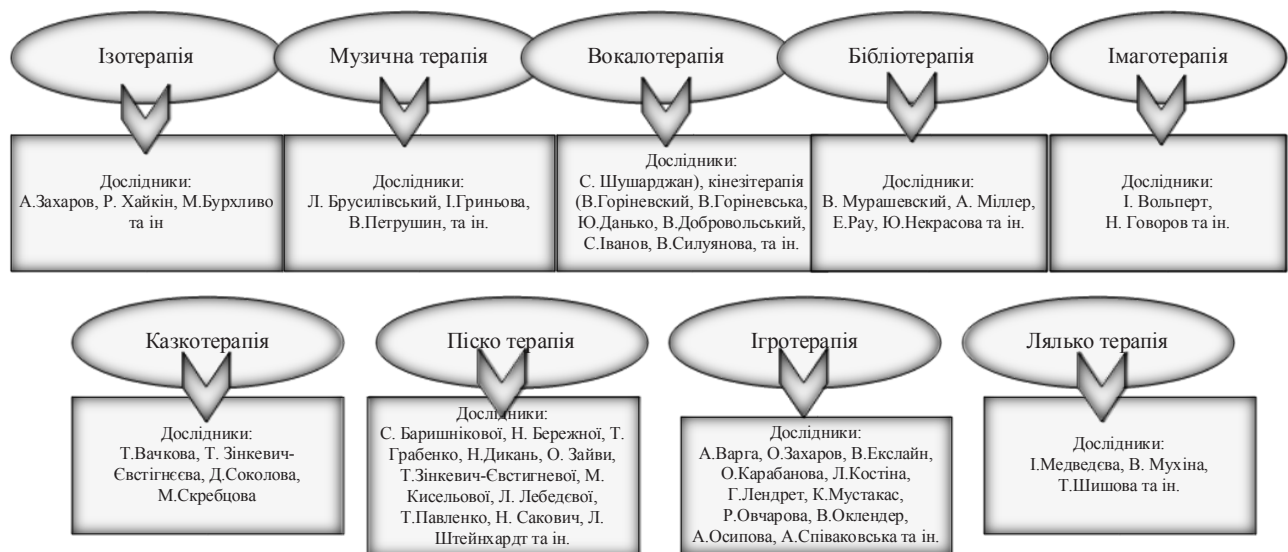 Ізотерапія
Музична терапія
Вокалотерапія
Бібліотерапія
Імаготерапія
Дослідники:
А.Захаров, Р. Хайкін, М.Бурхливо
та ін
Дослідники:
Л. Брусилівський, І.Гриньова,
В.Петрушин, та ін.
Дослідники:
С. Шушарджан), кінезітерапія
(В.Горіневский, В.Горіневська,
Ю.Данько, В.Добровольський,
С.Іванов, В.Силуянова, та ін.
Дослідники:
В. Мурашевский, А. Міллер,
Е.Рау, Ю.Некрасова та ін.
Дослідники:
І. Вольперт,
Н. Говоров та ін.
Казкотерапія
Піско терапія
Ігротерапія
Лялько терапія
Дослідники:
Т.Вачкова, Т. Зінкевич-
Євстігнєєва, Д.Соколова,
М.Скребцова
Дослідники:
С. Баришнікової, Н. Бережної, Т.
Грабенко, Н.Дикань, О. Зайви,
Т.Зінкевич-Євстигневої, М.
Кисельової, Л. Лебедєвої,
Т.Павленко, Н. Сакович, Л.
Штейнхардт та ін.
Дослідники:
А.Варга, О.Захаров, В.Екслайн,
О.Карабанова, Л.Костіна,
Г.Лендрет, К.Мустакас,
Р.Овчарова, В.Оклендер,
А.Осипова, А.Співаковська та ін.
Дослідники:
І.Медведєва, В. Мухіна,
Т.Шишова та ін.